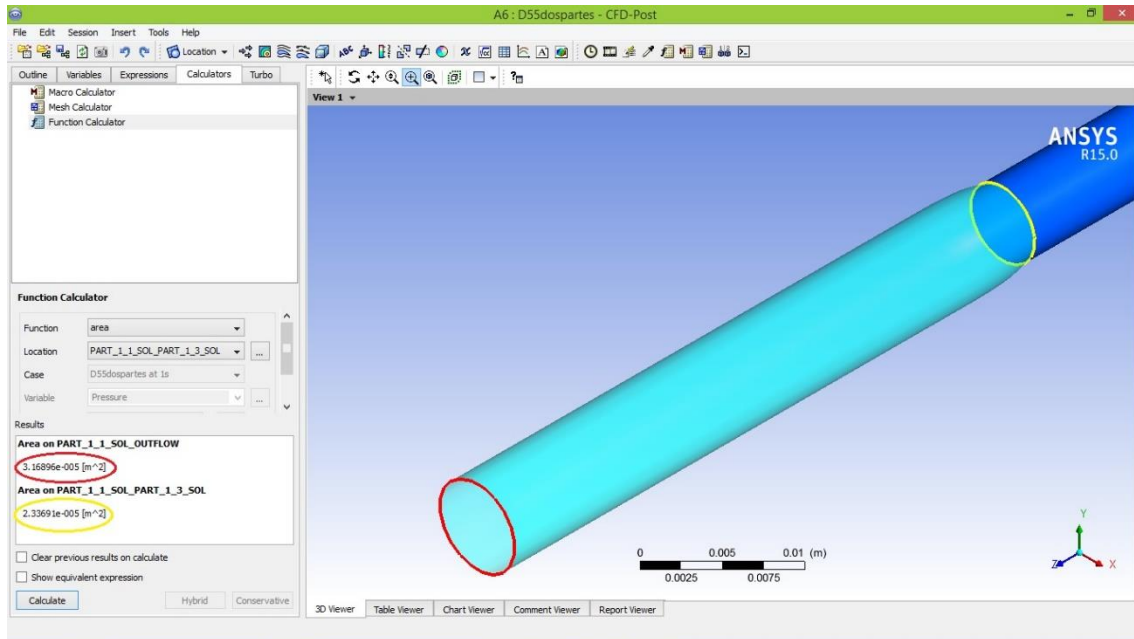 A6 : D55dospartes - CFD-Post
File Edit Session Insert Tools Help
Location
Outline Variables Expressions Calculators Turbo
Macro Calculator
Mesh Calculator
Function Calculator
View 1
ANSYS
R15.0
Function Calculator
Function area
Location PART_1_1_SOL_PART_1_3_SOL ...
Case D55dospartes at 1s
Variable Pressure ...
Results
Area on PART_1_1_SOL_OUTFLOW
3.16896e-005 [m^2]
Area on PART_1_1_SOL_PART_1_3_SOL
2.33691e-005 [m^2]
Clear previous results on calculate
Show equivalent expression
Calculate Hybrid Conservative
0 0.005 0.01 (m)
0.0025 0.0075
Y
Z X
3D Viewer Table Viewer Chart Viewer Comment Viewer Report Viewer